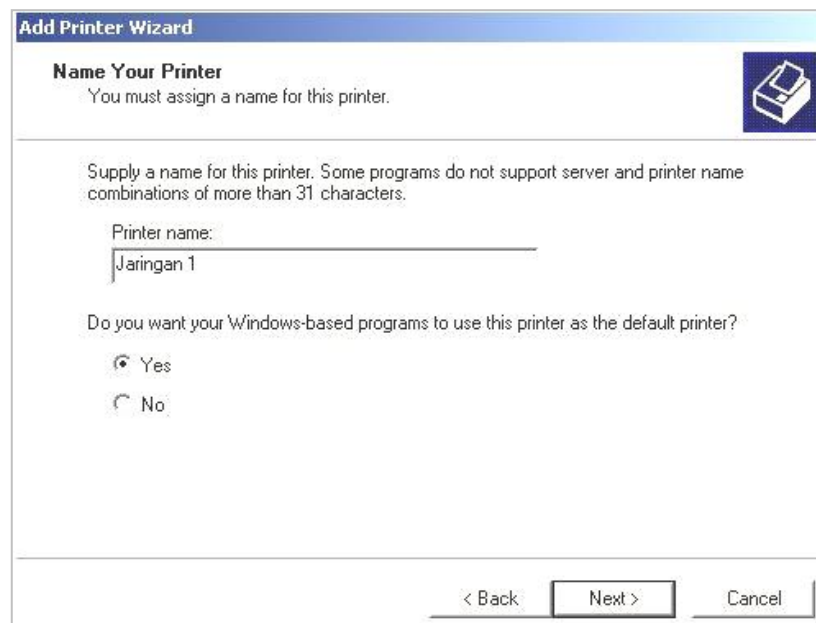 Add Printer Wizard
Name Your Printer
You must assign a name for this printer.
Supply a name for this printer. Some programs do not support server and printer name
combinations of more than 31 characters.
Printer name:
Jaringan 1
Do you want your Windows-based programs to use this printer as the default printer?
Yes
No
< Back Next > Cancel